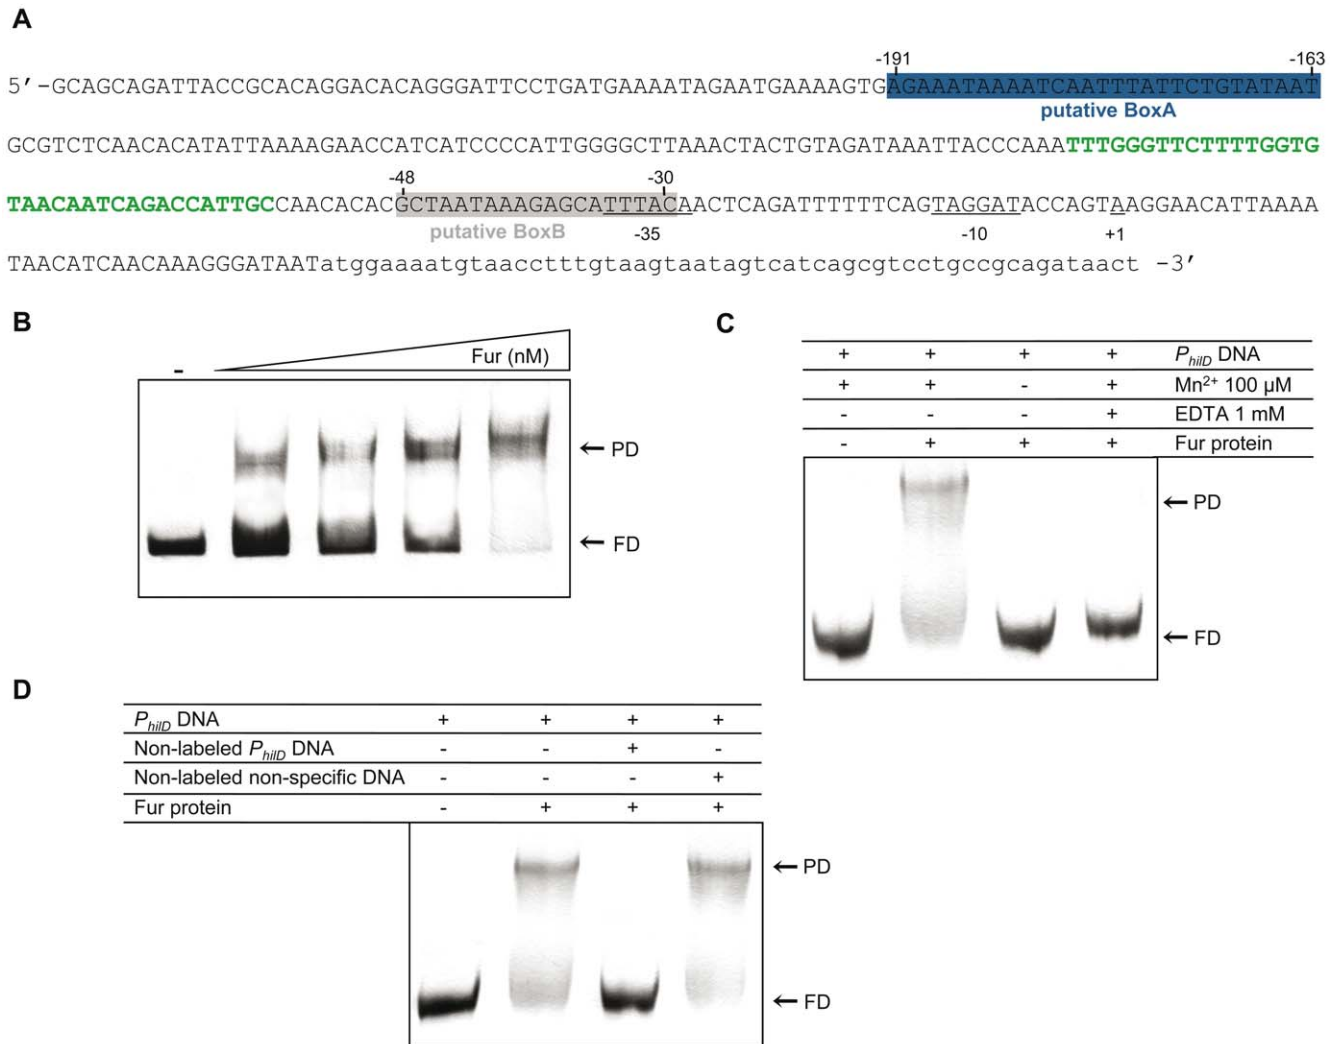 A
-191 -163
5'-GCAGCAGATTACCGCACAGGACACAGGGATTCCTGATGAAAATAGAATGAAAAGTGAGAAATAAAATCAATTTATTCTGTATAAT
putative BoxA
GCGTCTCAACACATATTAAAAGAACCATCATCCCCATTGGGGCTTAAACTACTGTAGATAAATTACCCAAATTTGGGTTCTTTTGGTG
-48 -30
TAACAATCAGACCATTGCCCAACACACGCTAATAAAGAGCATTTACAACTCAGATTTTTTCAGTAGGATACCAGTAAGGAACATTAAAA
putative BoxB -35 -10 +1
TAACATCAACAAAGGGATAATatggaaaatgtaacctttgtaagtaatagtcatcagcgtcctgccgcagataact -3'
B
- Fur (nM)
← PD
← FD
C
+ + + + PhilD DNA
+ + - + Mn2+ 100 μM
- - - + EDTA 1 mM
- + + + Fur protein
← PD
← FD
D
PhilD DNA + + + +
Non-labeled PhilD DNA - - + -
Non-labeled non-specific DNA - - - +
Fur protein - + + +
← PD
← FD